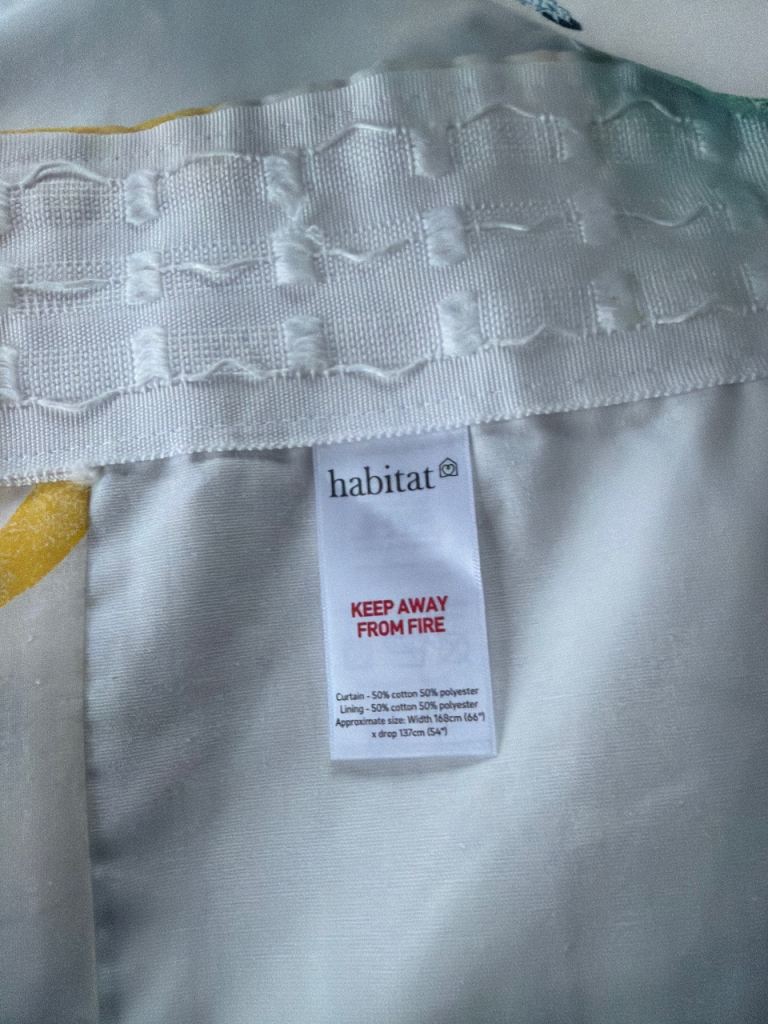 habitat
KEEP AWAY
FROM FIRE
Curtain - 50% cotton 50% polyester
Lining - 50% cotton 50% polyester
Approximate size: Width 168cm (66")
x drop 137cm (54")